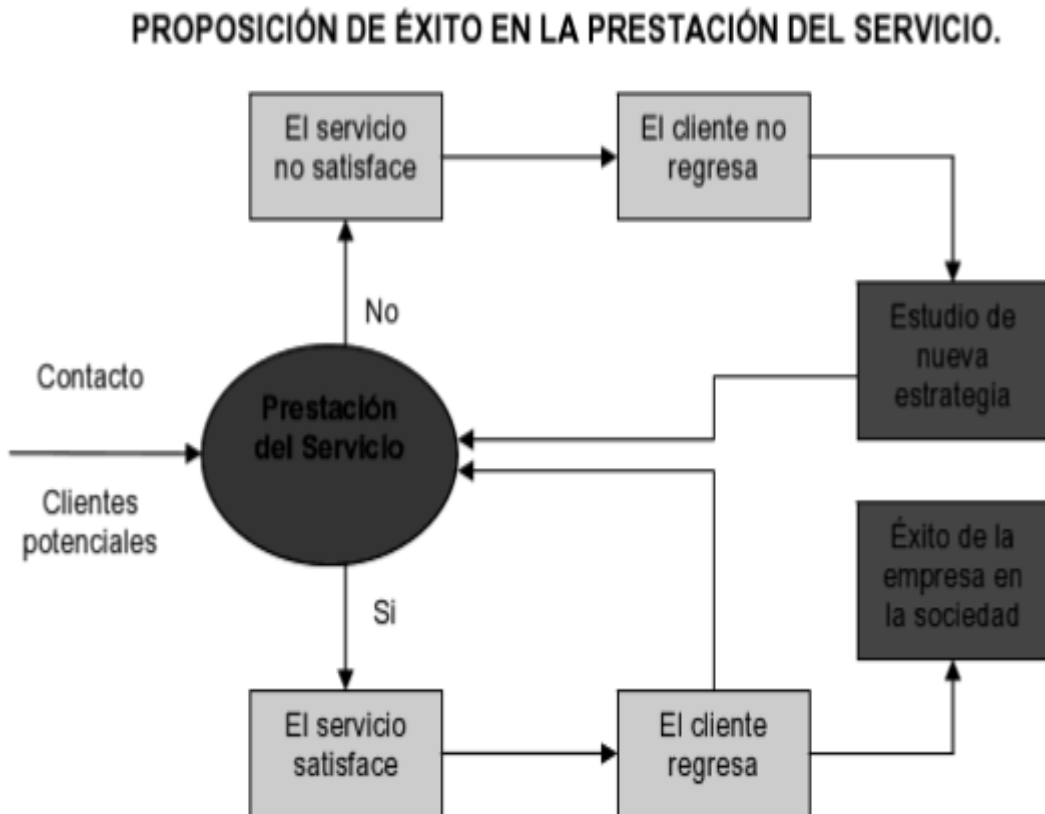 PROPOSICIÓN DE ÉXITO EN LA PRESTACIÓN DEL SERVICIO.
El servicio
no satisface
El cliente no
regresa
No
Estudio de
nueva
estrategia
Contacto
Prestación
del Servicio
Clientes
potenciales
Éxito de la
empresa en
la sociedad
Si
El servicio
satisface
El cliente
regresa